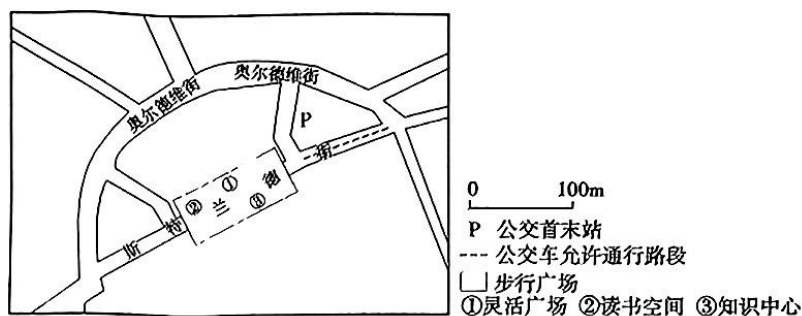 奥尔德维街
奥尔德维街
P
街
德
①
② 兰 ③
斯 特
0 100m
P 公交首末站
公交车允许通行路段
步行广场
①灵活广场 ②读书空间 ③知识中心